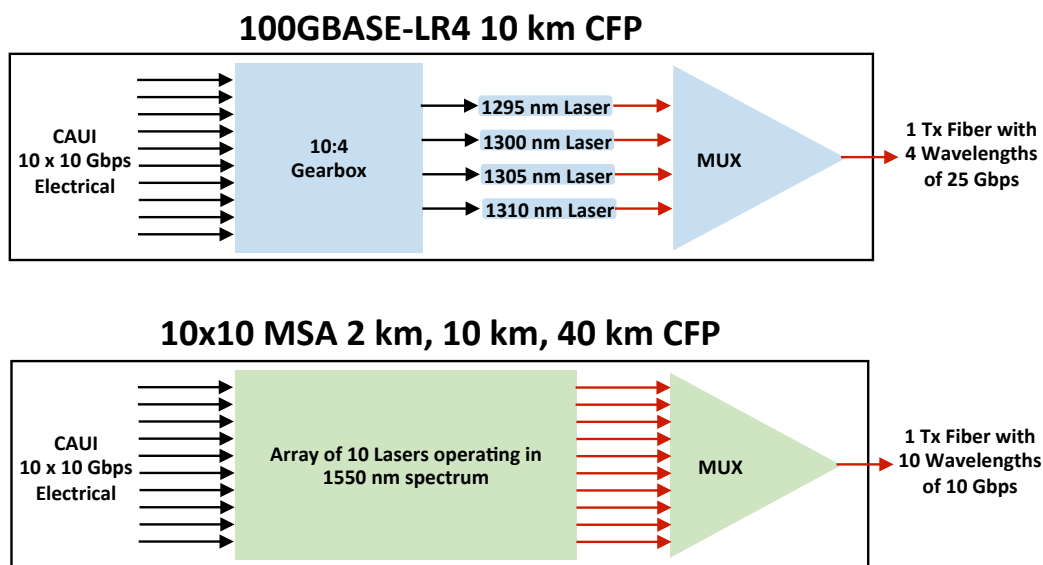 100GBASE-LR4 10 km CFP
CAUI
10 x 10 Gbps
Electrical
10:4
Gearbox
1295 nm Laser
1300 nm Laser
1305 nm Laser
1310 nm Laser
MUX
1 Tx Fiber with
4 Wavelengths
of 25 Gbps
10x10 MSA 2 km, 10 km, 40 km CFP
CAUI
10 x 10 Gbps
Electrical
Array of 10 Lasers operating in
1550 nm spectrum
MUX
1 Tx Fiber with
10 Wavelengths
of 10 Gbps